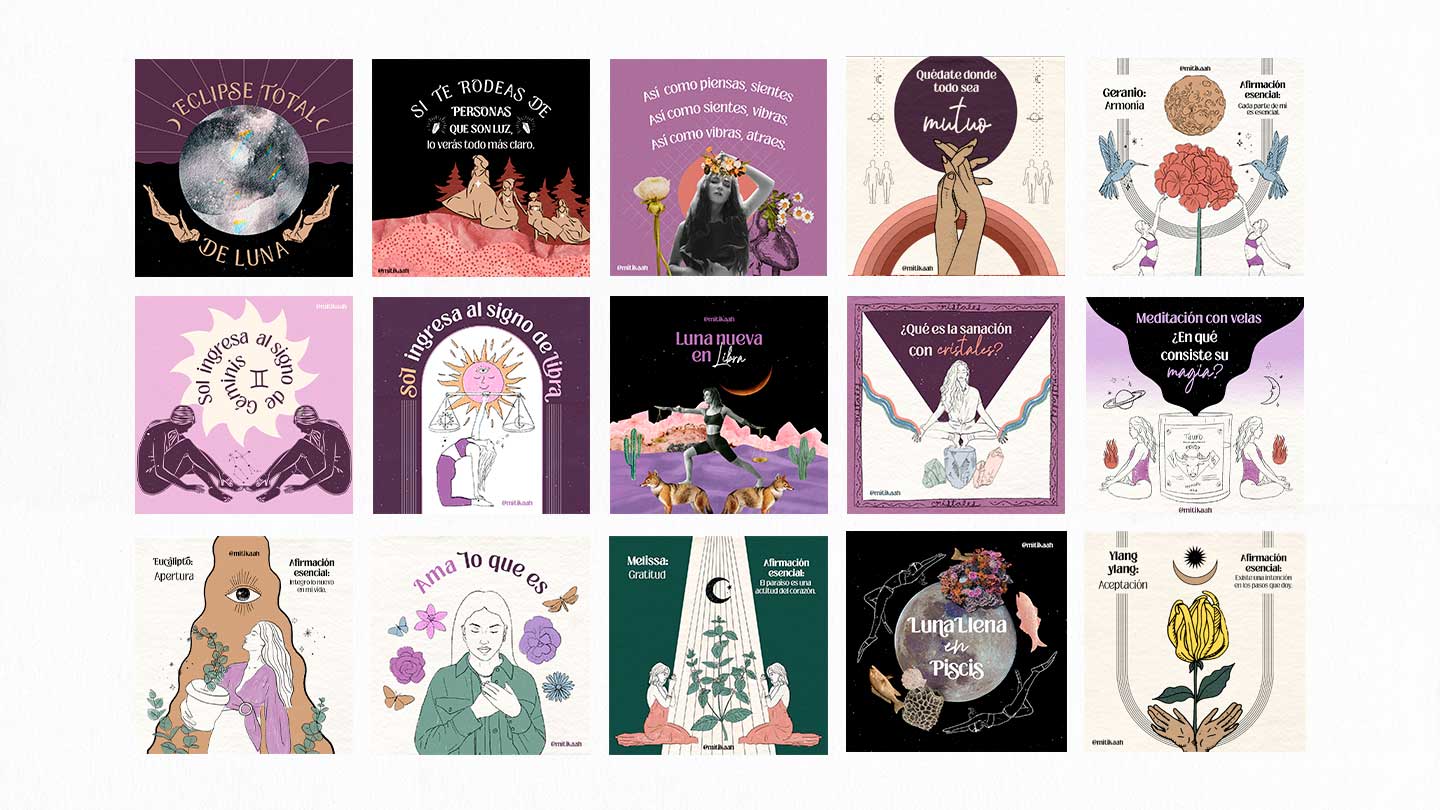 ECLIPSE TOTAL
DE LUNA
SI TE RODEAS DE
PERSONAS
QUE SON LUZ,
lo verás todo más claro.
@mitikaah
Así como piensas, sientes
Así como sientes, vibras.
Así como vibras, atraes.
@mitikaah
Quédate donde
todo sea
mutuo
@mitikaah
@mitikaah
Geranio:
Armonía
Afirmación
esencial:
Cada parte de mi
es esencial.
@mitikaah
Sol ingresa al signo
de Géminis
Sol ingresa al signo de Libra
@mitikaah
@mitikaah
Luna nueva
en Libra
cristales
¿Qué es la sanación
con cristales?
@mitikaah
cristales
Meditación con velas
¿En qué
consiste su
magia?
Tauro
@mitikaah
@mitikaah
Eucalipto:
Apertura
Afirmación
esencial:
Integro lo nuevo
en mi vida.
Ama lo que es
@mitikaah
Melissa:
Gratitud
Afirmación
esencial:
El paraíso es una
actitud del corazón.
@mitikaah
@mitikaah
Luna Llena
en
Piscis
Ylang
ylang:
Aceptación
Afirmación
esencial:
Existe una intención
en los pasos que doy.
@mitikaah